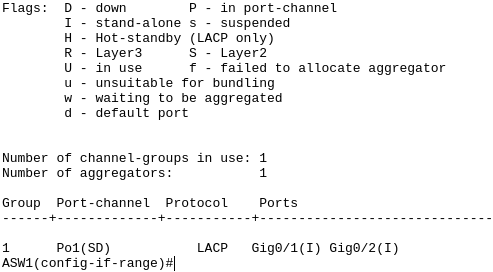 Flags:  D - down        P - in port-channel
        I - stand-alone s - suspended
        H - Hot-standby (LACP only)
        R - Layer3      S - Layer2
        U - in use      f - failed to allocate aggregator
        u - unsuitable for bundling
        w - waiting to be aggregated
        d - default port
Number of channel-groups in use: 1
Number of aggregators:           1
Group  Port-channel  Protocol    Ports
------+-------------+-----------+------------------------------
1      Po1(SD)           LACP   Gig0/1(I) Gig0/2(I)
ASW1(config-if-range)#